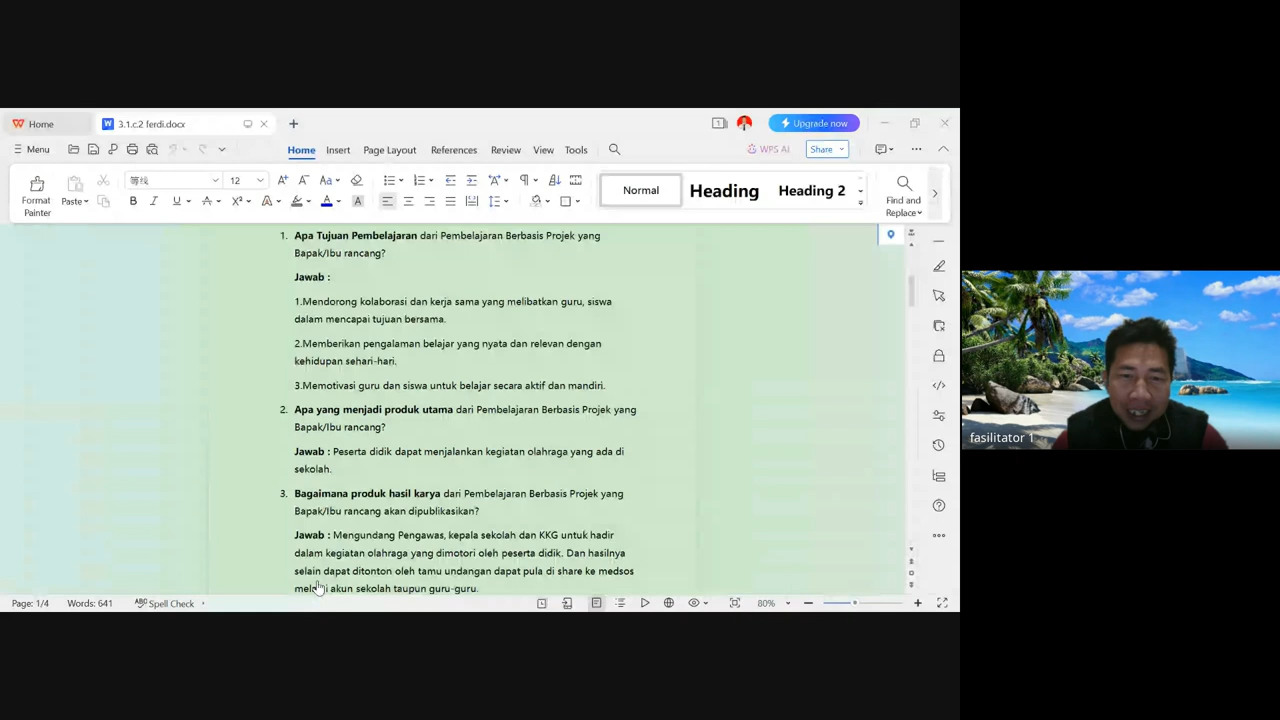 Home
3.1.c.2 ferdi.docx
Upgrade now
Menu
Home Insert Page Layout References Review View Tools
WPS AI
Share
Format Painter
Paste
等线
12
Normal
Heading
Heading 2
Find and Replace
1. Apa Tujuan Pembelajaran dari Pembelajaran Berbasis Projek yang
Bapak/Ibu rancang?
Jawab :
1.Mendorong kolaborasi dan kerja sama yang melibatkan guru, siswa
dalam mencapai tujuan bersama.
2.Memberikan pengalaman belajar yang nyata dan relevan dengan
kehidupan sehari-hari.
3.Memotivasi guru dan siswa untuk belajar secara aktif dan mandiri.
2. Apa yang menjadi produk utama dari Pembelajaran Berbasis Projek yang
Bapak/Ibu rancang?
Jawab : Peserta didik dapat menjalankan kegiatan olahraga yang ada di
sekolah.
3. Bagaimana produk hasil karya dari Pembelajaran Berbasis Projek yang
Bapak/Ibu rancang akan dipublikasikan?
Jawab : Mengundang Pengawas, kepala sekolah dan KKG untuk hadir
dalam kegiatan olahraga yang dimotori oleh peserta didik. Dan hasilnya
selain dapat ditonton oleh tamu undangan dapat pula di share ke medsos
akun sekolah taupun guru-guru.
Page: 1/4 Words: 641 Spell Check
80%
fasilitator 1